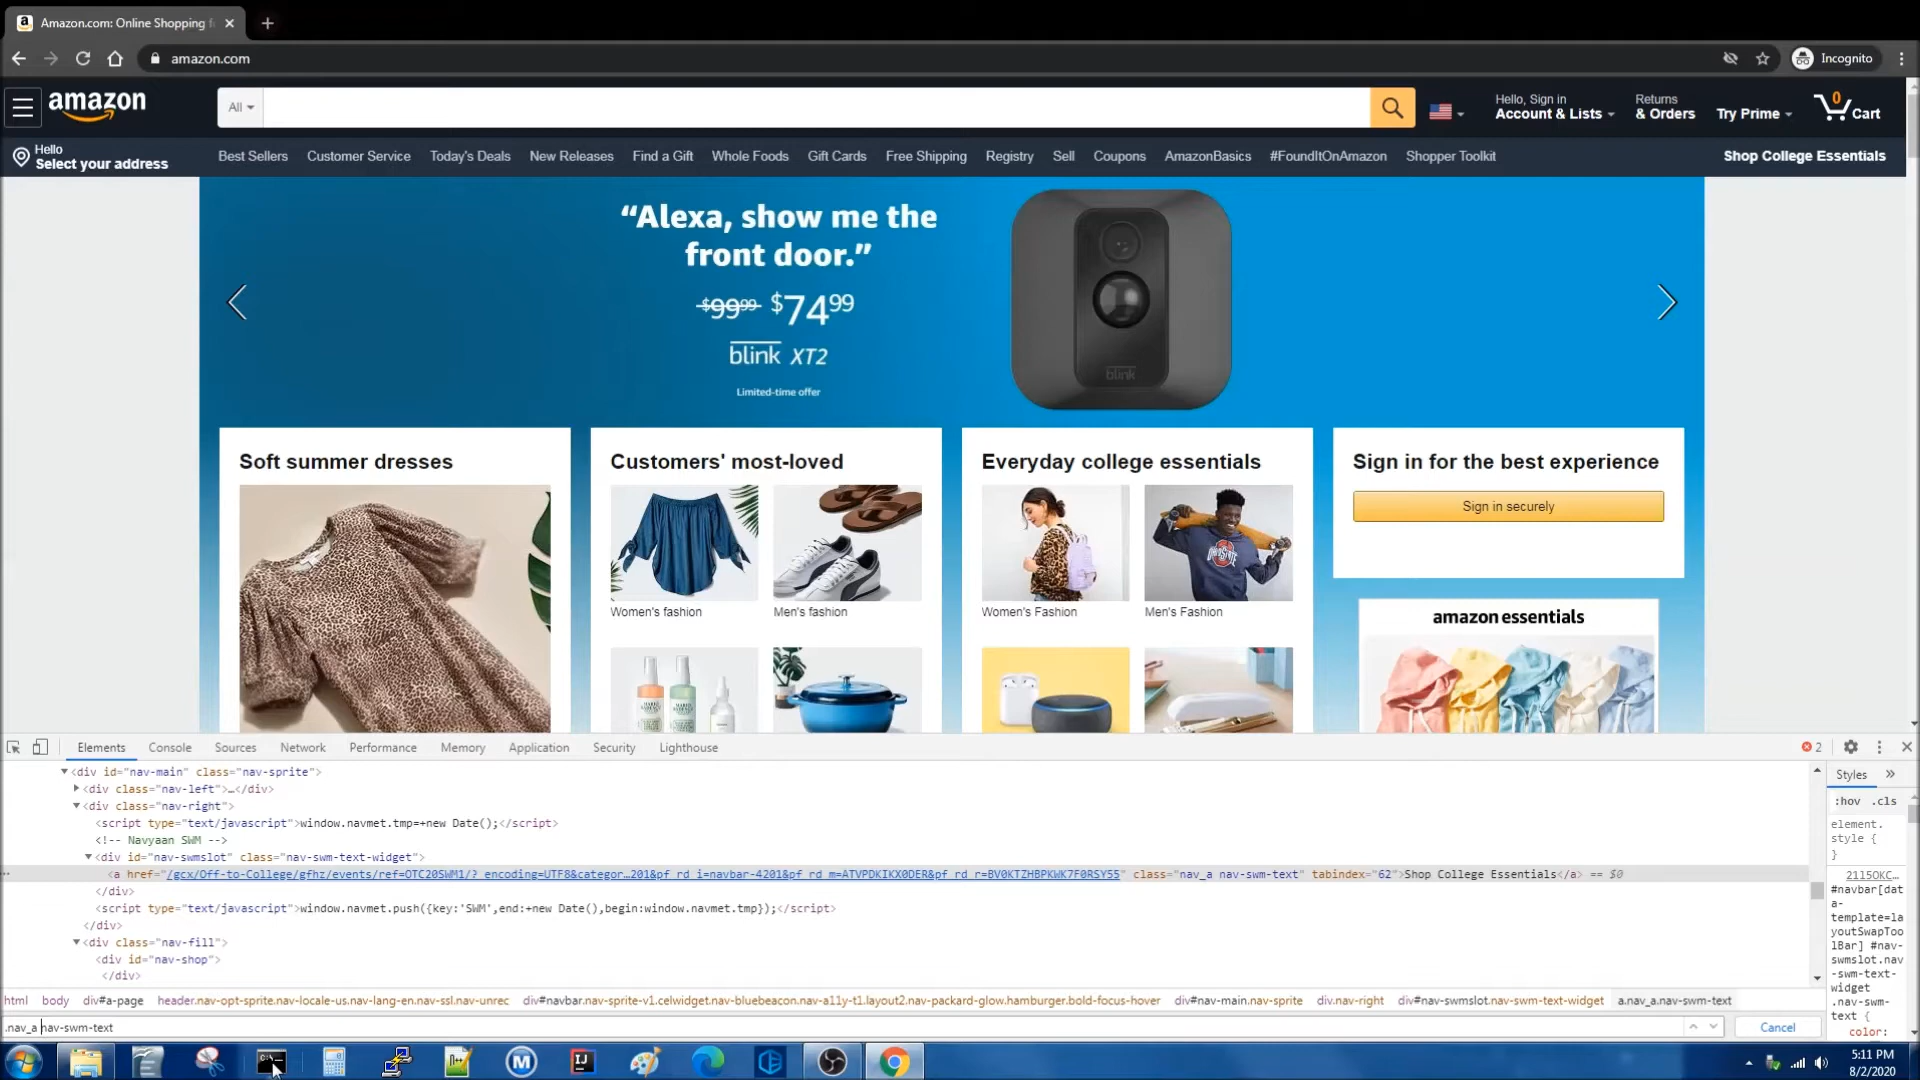 Amazon.com: Online Shopping f
amazon.com
Incognito
amazon
All
Hello, Sign in
Account & Lists
Returns
& Orders
Try Prime
0
Cart
Hello
Select your address
Best Sellers
Customer Service
Today's Deals
New Releases
Find a Gift
Whole Foods
Gift Cards
Free Shipping
Registry
Sell
Coupons
AmazonBasics
#FoundItOnAmazon
Shopper Toolkit
Shop College Essentials
“Alexa, show me the
front door.”
$99⁹⁹ $74⁹⁹
blink XT2
Limited-time offer
blink
Soft summer dresses
Customers' most-loved
Women's fashion
Men's fashion
Everyday college essentials
Women's Fashion
Men's Fashion
Sign in for the best experience
Sign in securely
amazon essentials
Elements
Console
Sources
Network
Performance
Memory
Application
Security
Lighthouse
2
<div id="nav-main" class="nav-sprite">
<div class="nav-left">…</div>
<div class="nav-right">
<script type="text/javascript">window.navmet.tmp=+new Date();</script>
<!-- Navyaan SWM -->
<div id="nav-swmslot" class="nav-swm-text-widget">
<a href="/gcx/Off-to-College/gfhz/events/ref=OTC20SWM1/?_encoding=UTF8&categor…201&pf_rd_i=navbar-4201&pf_rd_m=ATVPDKIKX0DER&pf_rd_r=BV0KTZHBPKWK7F0RSY55" class="nav_a nav-swm-text" tabindex="62">Shop College Essentials</a> == $0
</div>
<script type="text/javascript">window.navmet.push({key:'SWM',end:+new Date(),begin:window.navmet.tmp});</script>
</div>
<div class="nav-fill">
<div id="nav-shop">
</div>
Styles
:hov .cls
element.
style {
}
2115OKC…
#navbar[dat
a-
template=la
youtSwapToo
lBar] #nav-
swmslot.nav
-swm-text-
widget
.nav-swm-
text {
color:
html
body
div#a-page
header.nav-opt-sprite.nav-locale-us.nav-lang-en.nav-ssl.nav-unrec
div#navbar.nav-sprite-v1.celwidget.nav-bluebeacon.nav-a11y-t1.layout2.nav-packard-glow.hamburger.bold-focus-hover
div#nav-main.nav-sprite
div.nav-right
div#nav-swmslot.nav-swm-text-widget
a.nav_a.nav-swm-text
.nav_a nav-swm-text
Cancel
5:11 PM
8/2/2020